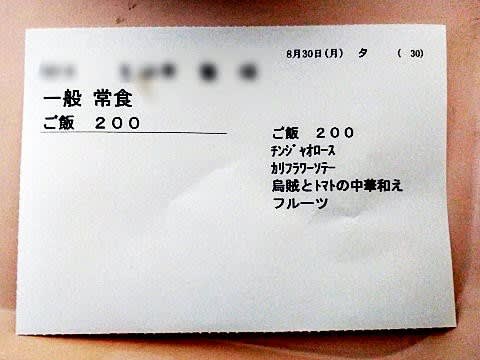 8月30日(月) 夕 ( 30)
一般 常食
ご飯 200
ご飯 200
ﾁﾝｼﾞｬｵﾛｰｽ
ｶﾘﾌﾗﾜｰｿﾃｰ
烏賊とﾄﾏﾄの中華和え
フルーツ